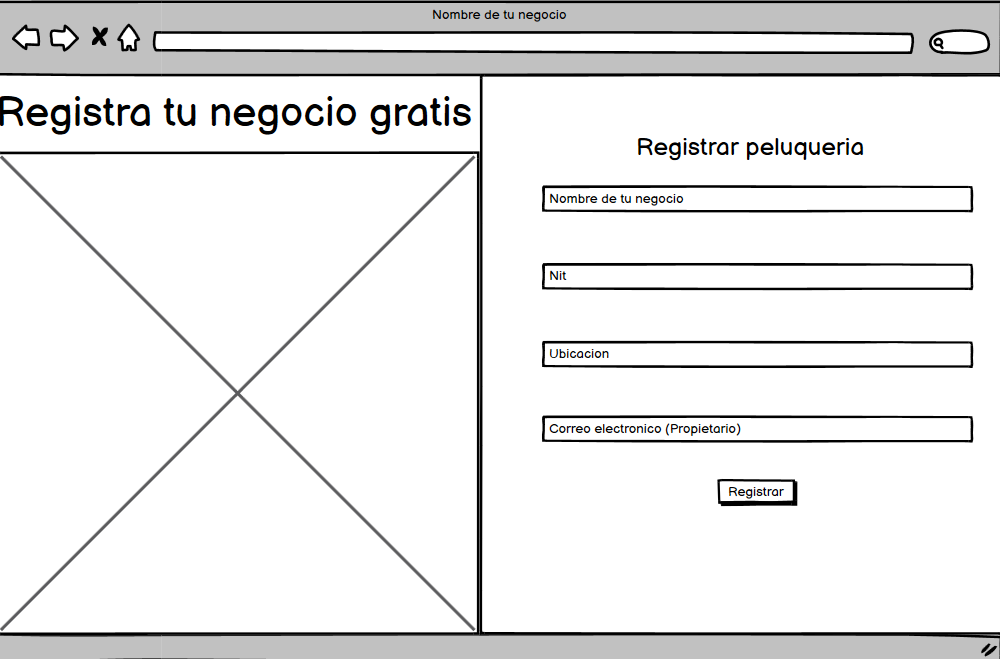 Nombre de tu negocio
Registra tu negocio gratis
Registrar peluqueria
Nombre de tu negocio
Nit
Ubicacion
Correo electronico (Propietario)
Registrar